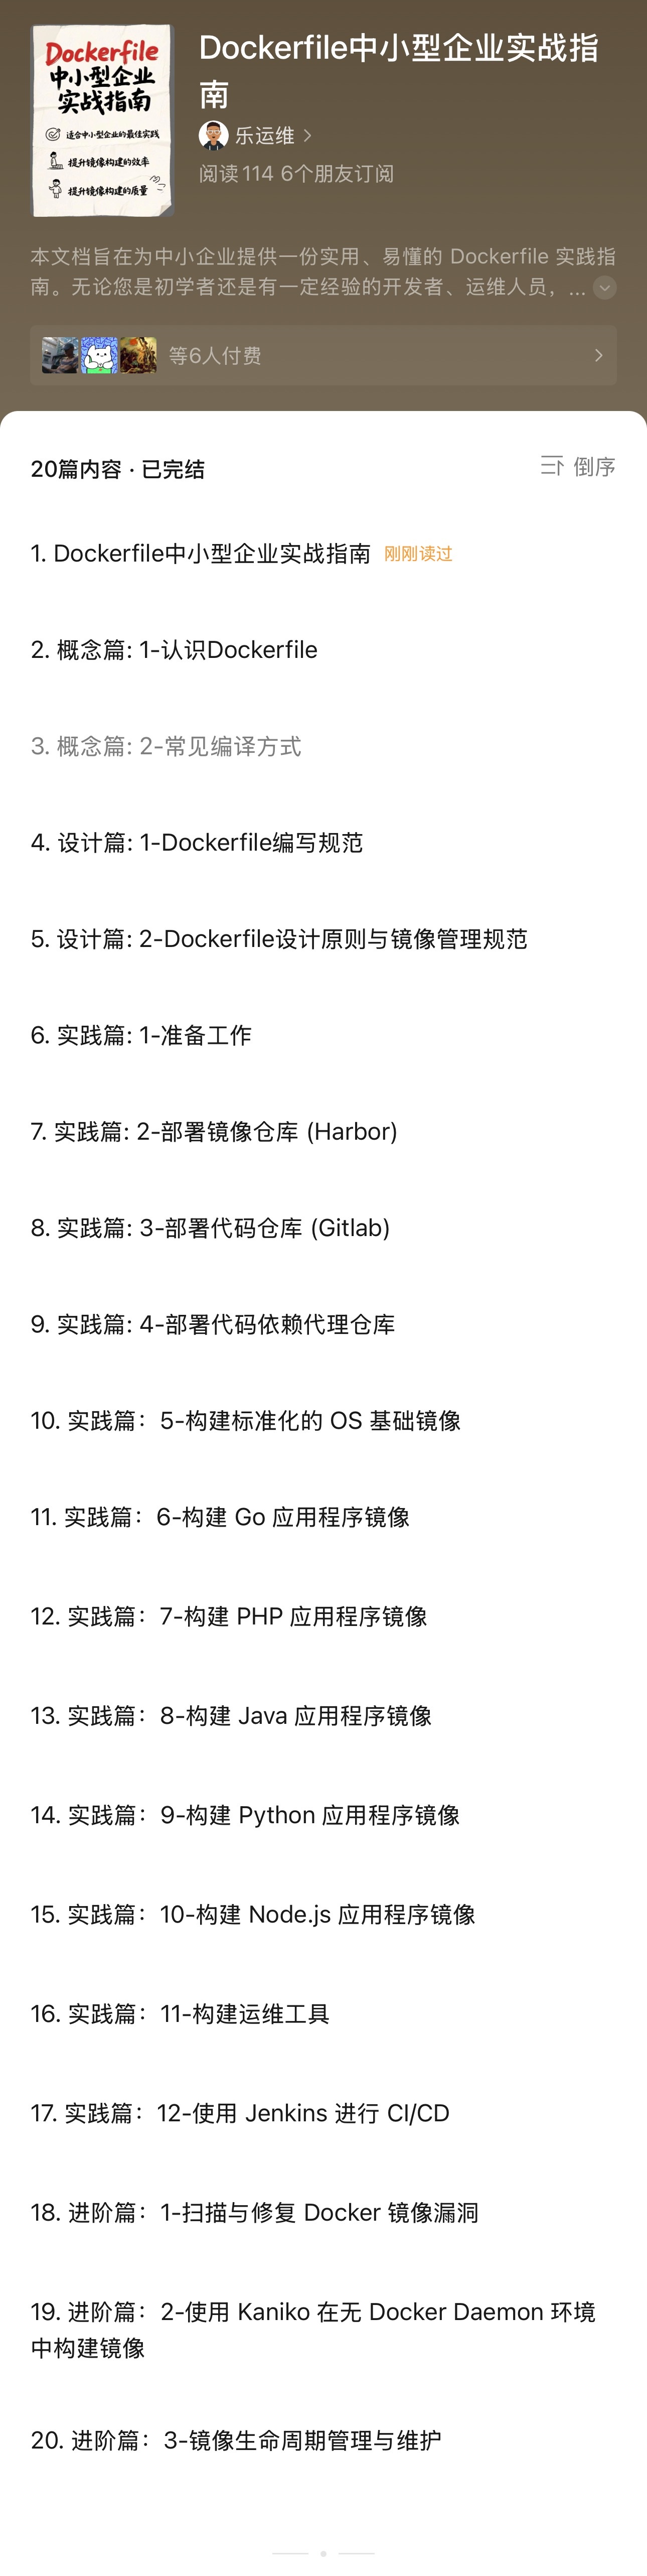 Dockerfile
中小型企业
实战指南
适合中小型企业的最佳实践
提升镜像构建的效率
提升镜像构建的质量
Dockerfile中小型企业实战指
南
乐运维
阅读 114 6个朋友订阅
本文档旨在为中小企业提供一份实用、易懂的 Dockerfile 实践指
南。无论您是初学者还是有一定经验的开发者、运维人员，...
等6人付费
20篇内容 · 已完结
倒序
1. Dockerfile中小型企业实战指南 刚刚读过
2. 概念篇: 1-认识Dockerfile
3. 概念篇: 2-常见编译方式
4. 设计篇: 1-Dockerfile编写规范
5. 设计篇: 2-Dockerfile设计原则与镜像管理规范
6. 实践篇: 1-准备工作
7. 实践篇: 2-部署镜像仓库 (Harbor)
8. 实践篇: 3-部署代码仓库 (Gitlab)
9. 实践篇: 4-部署代码依赖代理仓库
10. 实践篇：5-构建标准化的 OS 基础镜像
11. 实践篇：6-构建 Go 应用程序镜像
12. 实践篇：7-构建 PHP 应用程序镜像
13. 实践篇：8-构建 Java 应用程序镜像
14. 实践篇：9-构建 Python 应用程序镜像
15. 实践篇：10-构建 Node.js 应用程序镜像
16. 实践篇：11-构建运维工具
17. 实践篇：12-使用 Jenkins 进行 CI/CD
18. 进阶篇：1-扫描与修复 Docker 镜像漏洞
19. 进阶篇：2-使用 Kaniko 在无 Docker Daemon 环境
中构建镜像
20. 进阶篇：3-镜像生命周期管理与维护